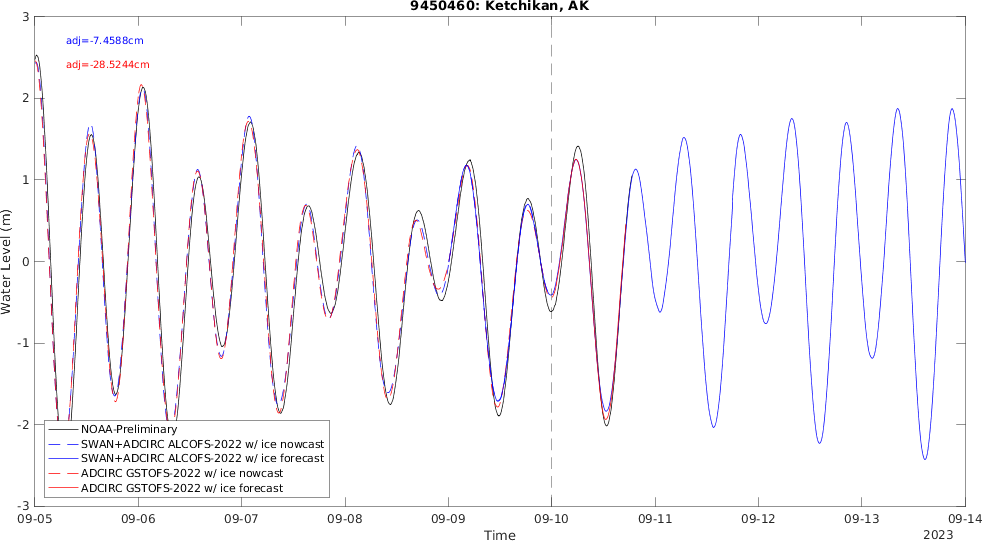 9450460: Ketchikan, AK
adj=-7.4588cm
adj=-28.5244cm
Water Level (m)
3
2
1
0
-1
-2
-3
NOAA-Preliminary
SWAN+ADCIRC ALCOFS-2022 w/ ice nowcast
SWAN+ADCIRC ALCOFS-2022 w/ ice forecast
ADCIRC GSTOFS-2022 w/ ice nowcast
ADCIRC GSTOFS-2022 w/ ice forecast
09-05 09-06 09-07 09-08 09-09 09-10 09-11 09-12 09-13 09-14
Time
2023